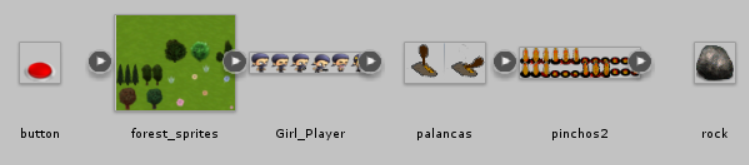 button
forest_sprites
Girl_Player
palancas
pinchos2
rock